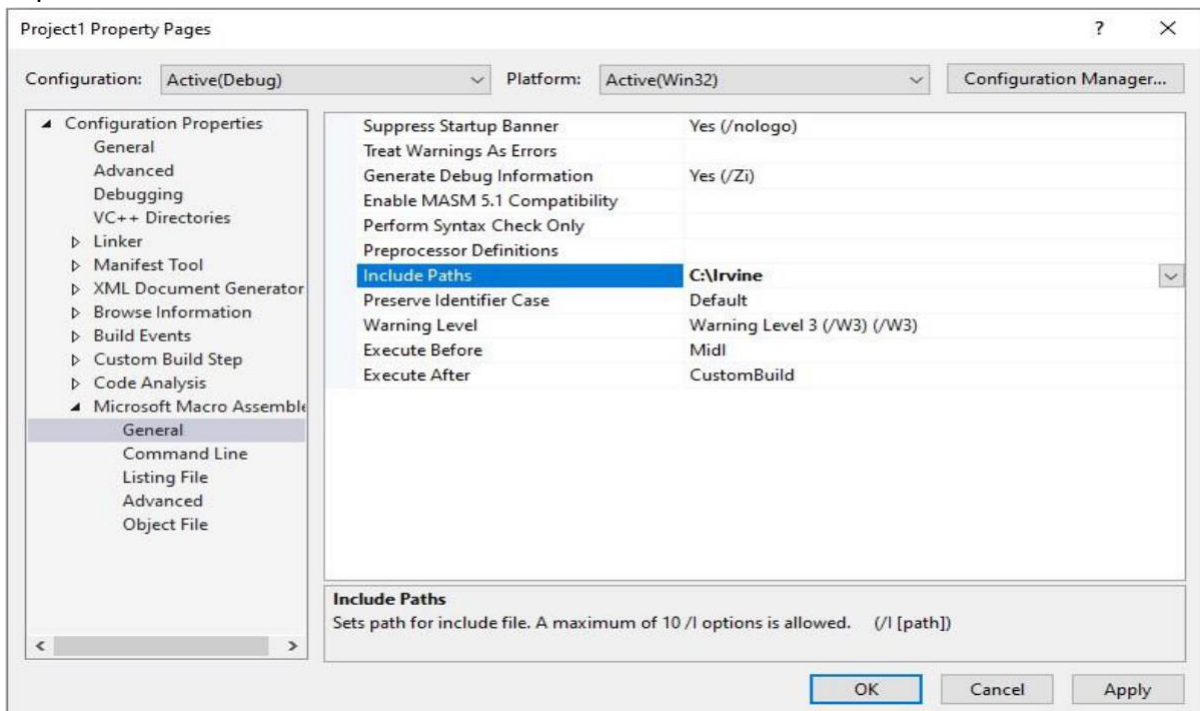 Project1 Property Pages ? ×
Configuration: Active(Debug) Platform: Active(Win32) Configuration Manager...
Configuration Properties
General
Advanced
Debugging
VC++ Directories
Linker
Manifest Tool
XML Document Generator
Browse Information
Build Events
Custom Build Step
Code Analysis
Microsoft Macro Assemble
General
Command Line
Listing File
Advanced
Object File
Suppress Startup Banner Yes (/nologo)
Treat Warnings As Errors
Generate Debug Information Yes (/Zi)
Enable MASM 5.1 Compatibility
Perform Syntax Check Only
Preprocessor Definitions
Include Paths C:\Irvine
Preserve Identifier Case Default
Warning Level Warning Level 3 (/W3) (/W3)
Execute Before Midl
Execute After CustomBuild
Include Paths
Sets path for include file. A maximum of 10 /I options is allowed. (/I [path])
OK Cancel Apply